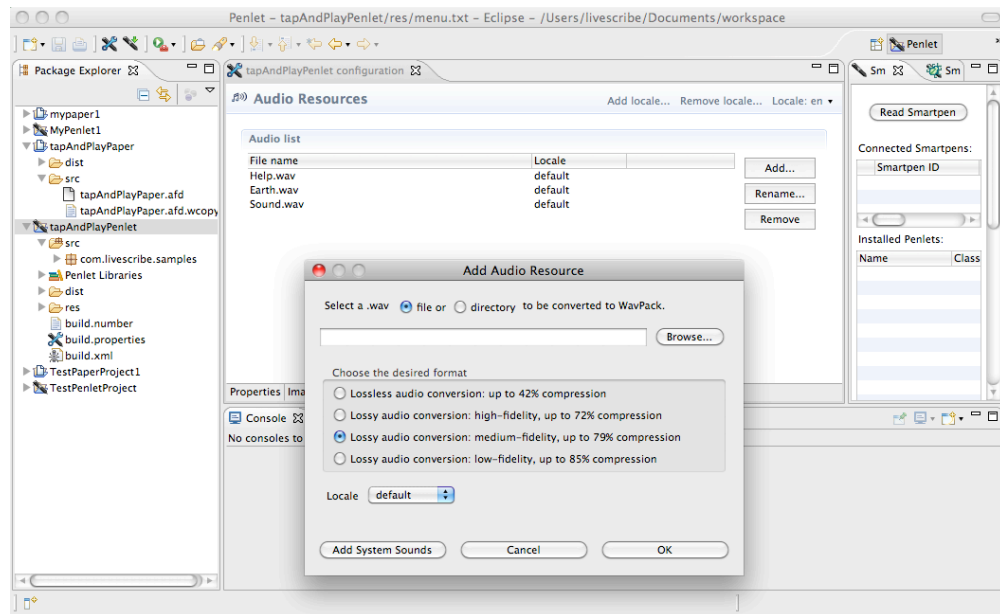 Penlet – tapAndPlayPenlet/res/menu.txt – Eclipse – /Users/livescribe/Documents/workspace
Penlet
Package Explorer
mypaper1
MyPenlet1
tapAndPlayPaper
dist
src
tapAndPlayPaper.afd
tapAndPlayPaper.afd.wcopy
tapAndPlayPenlet
src
com.livescribe.samples
Penlet Libraries
dist
res
build.number
build.properties
build.xml
TestPaperProject1
TestPenletProject
tapAndPlayPenlet configuration
Audio Resources
Add locale... Remove locale... Locale: en
Audio list
File name Locale
Help.wav default
Earth.wav default
Sound.wav default
Add...
Rename...
Remove
Properties Ima
Console
No consoles to
Add Audio Resource
Select a .wav file or directory to be converted to WavPack.
Browse...
Choose the desired format
Lossless audio conversion: up to 42% compression
Lossy audio conversion: high-fidelity, up to 72% compression
Lossy audio conversion: medium-fidelity, up to 79% compression
Lossy audio conversion: low-fidelity, up to 85% compression
Locale default
Add System Sounds Cancel OK
Sm Sm
Read Smartpen
Connected Smartpens:
Smartpen ID
Installed Penlets:
Name Class